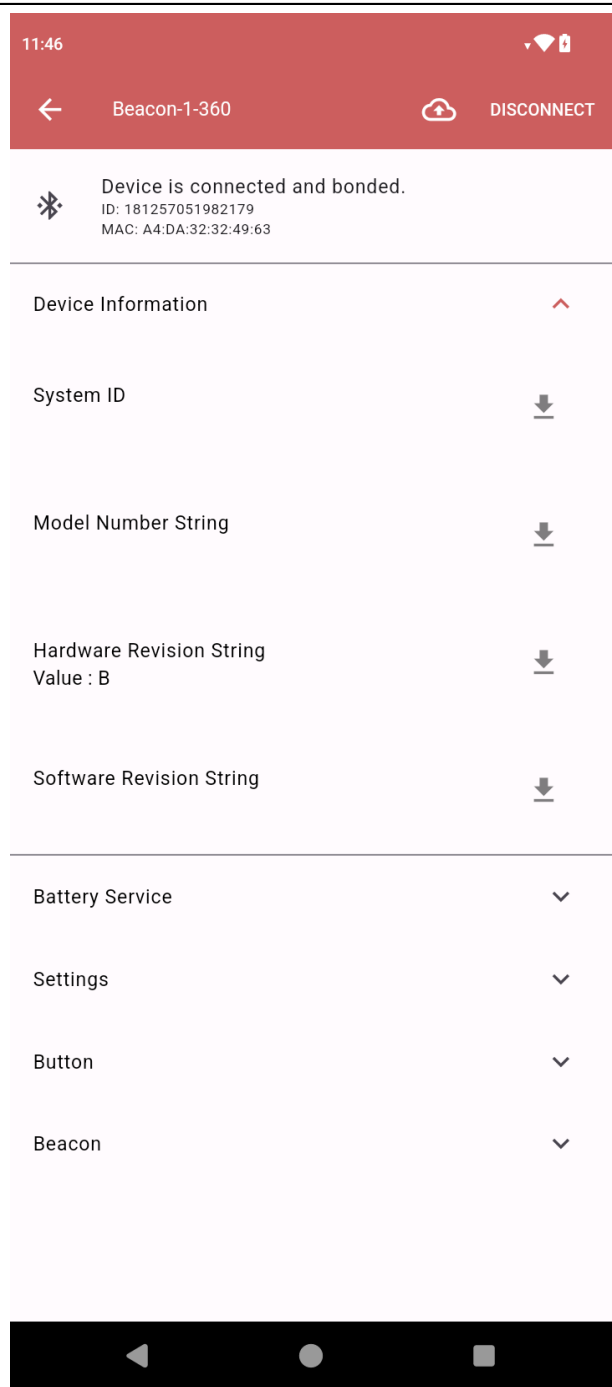 11:46
Beacon-1-360
DISCONNECT
Device is connected and bonded.
ID: 181257051982179
MAC: A4:DA:32:32:49:63
Device Information
System ID
Model Number String
Hardware Revision String
Value : B
Software Revision String
Battery Service
Settings
Button
Beacon